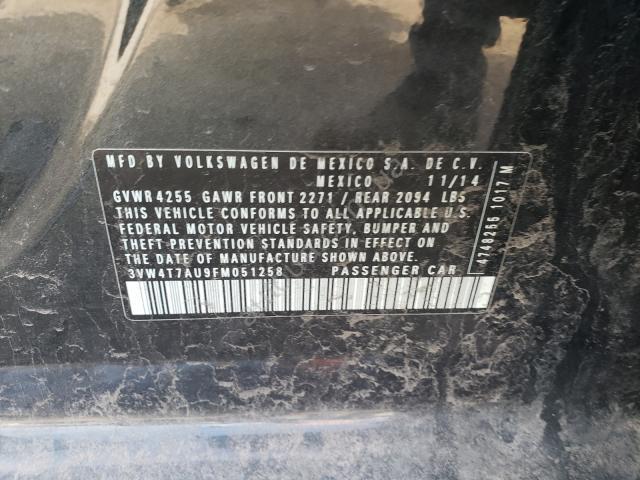 MFD BY VOLKSWAGEN DE MEXICO S.A. DE C.V.
MEXICO 11/14
GVWR 4255 GAWR FRONT 2271 / REAR 2094 LBS
THIS VEHICLE CONFORMS TO ALL APPLICABLE U.S.
FEDERAL MOTOR VEHICLE SAFETY, BUMPER AND
THEFT PREVENTION STANDARDS IN EFFECT ON
THE DATE OF MANUFACTURE SHOWN ABOVE.
3VW4T7AU9FM051258 PASSENGER CAR
4748266 1017 M